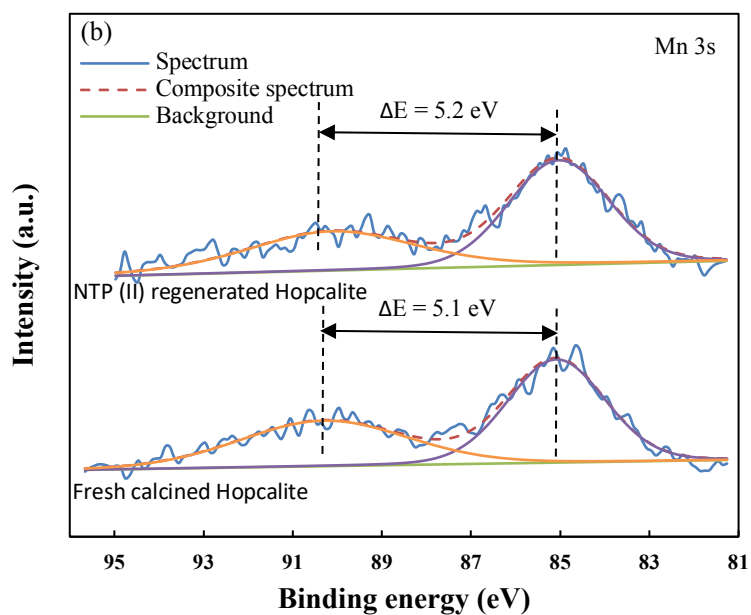 (b)
Mn 3s
Spectrum
Composite spectrum
Background
ΔE = 5.2 eV
NTP (II) regenerated Hopcalite
ΔE = 5.1 eV
Fresh calcined Hopcalite
Intensity (a.u.)
95 93 91 89 87 85 83 81
Binding energy (eV)